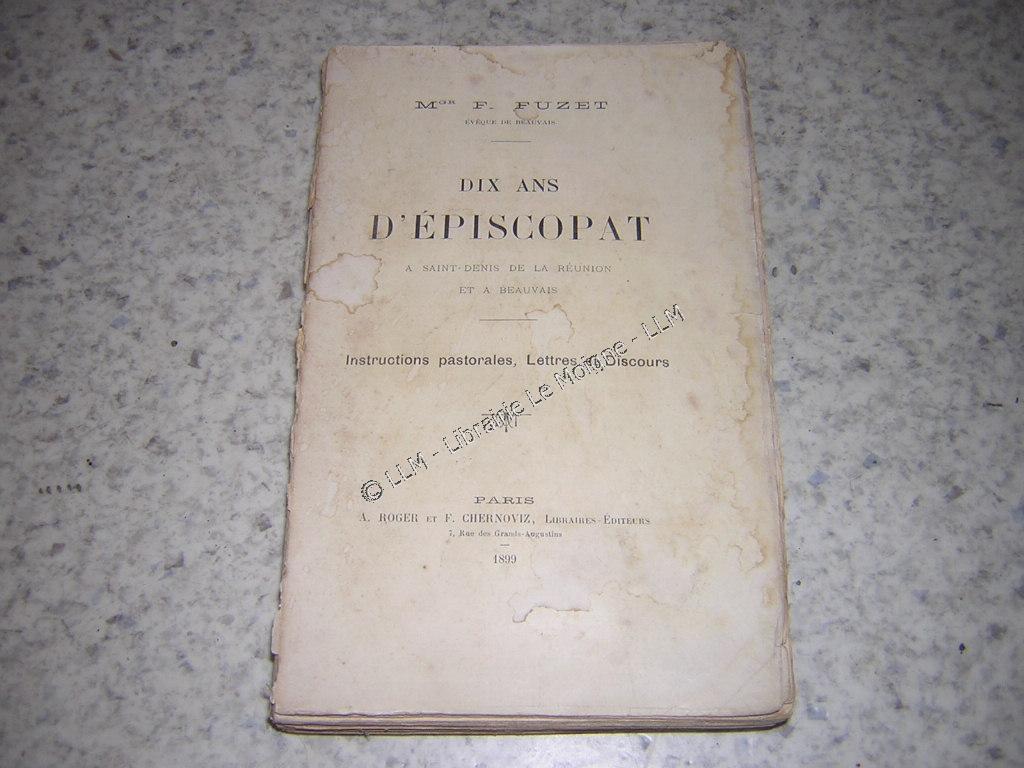 MGR F. FUZET
ÉVÊQUE DE BEAUVAIS
DIX ANS
D'ÉPISCOPAT
A SAINT-DENIS DE LA RÉUNION
ET A BEAUVAIS
Instructions pastorales, Lettres et Discours
© LLM - Librairie Le Moigne - LLM
PARIS
A. ROGER ET F. CHERNOVIZ, LIBRAIRES-ÉDITEURS
7, Rue des Grands-Augustins
1899